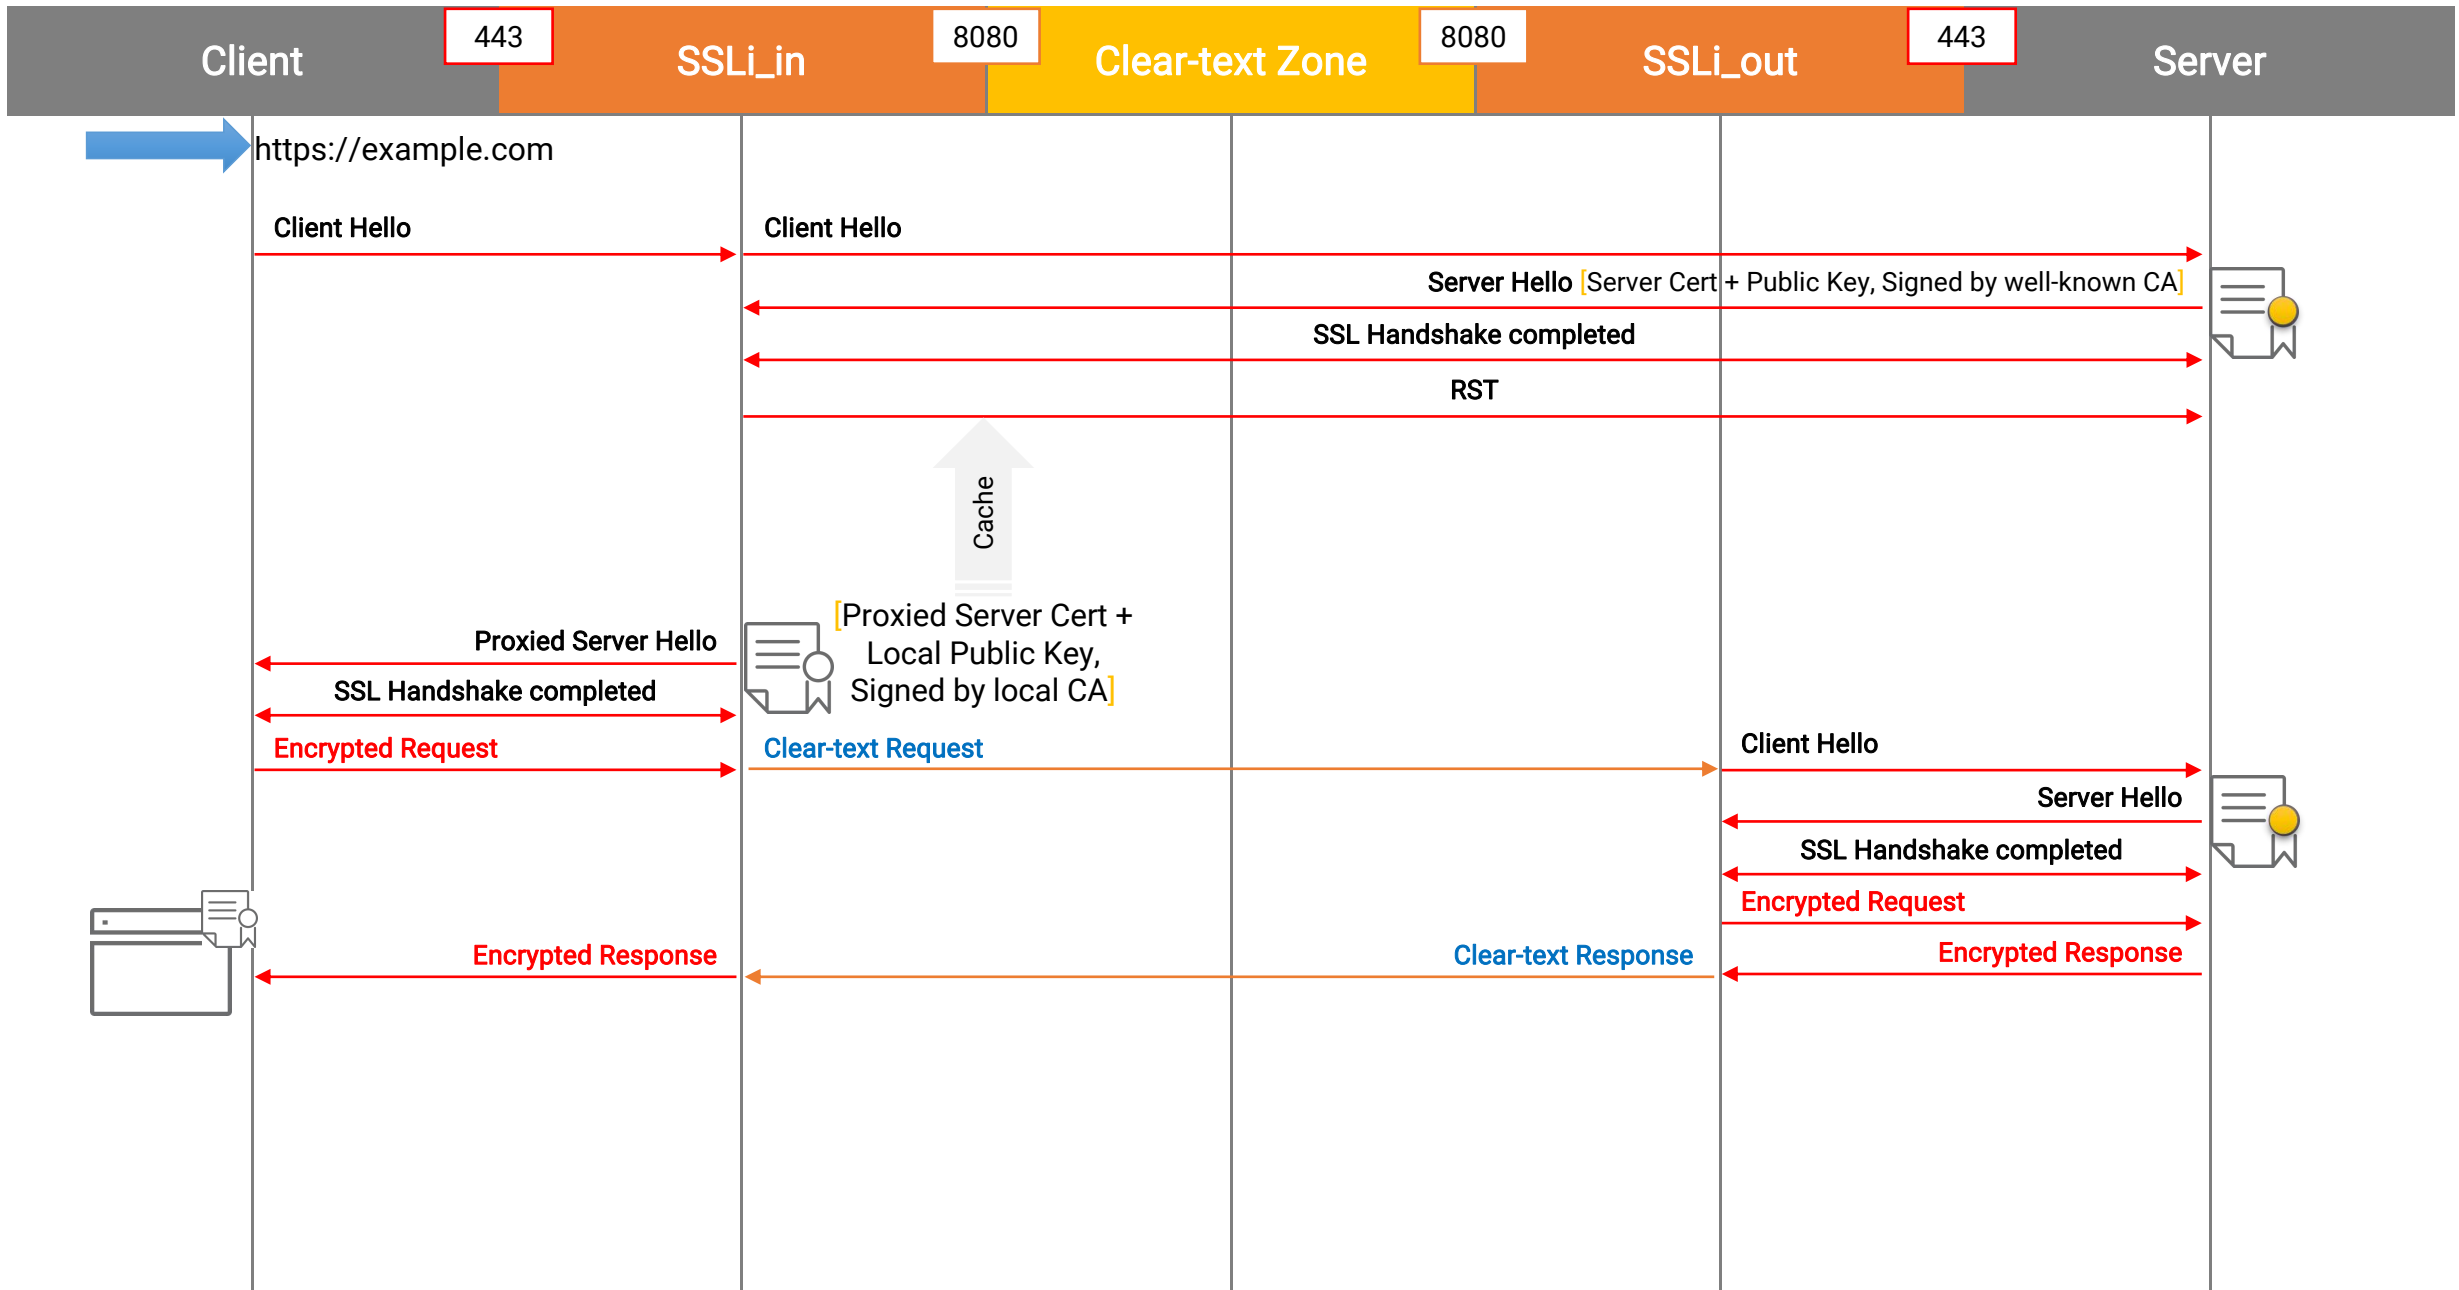 Client
443
SSLi_in
8080
Clear-text Zone
8080
SSLi_out
443
Server
https://example.com
Client Hello
Client Hello
Server Hello [Server Cert + Public Key, Signed by well-known CA]
SSL Handshake completed
RST
Cache
[Proxied Server Cert +
Local Public Key,
Signed by local CA]
Proxied Server Hello
SSL Handshake completed
Encrypted Request
Clear-text Request
Client Hello
Server Hello
SSL Handshake completed
Encrypted Request
Encrypted Response
Clear-text Response
Encrypted Response